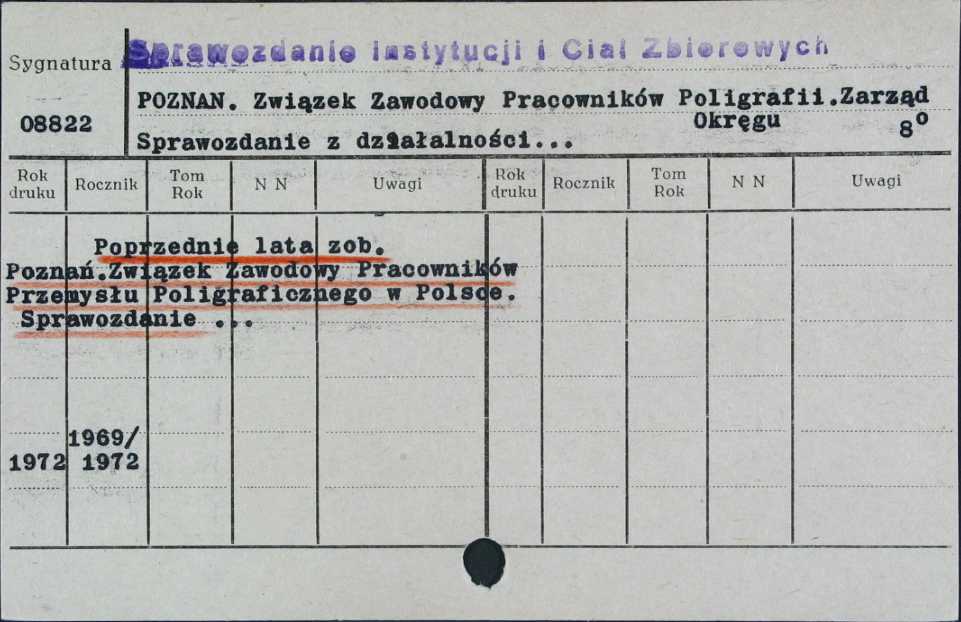 Sprawozdanie Instytucji i Ciał Zbiorowych
Sygnatura
08822
POZNAN. Związek Zawodowy Pracowników Poligrafii.Zarząd
Okręgu
8o
Sprawozdanie z działalności...
Rok druku Rocznik Tom Rok N N Uwagi Rok druku Rocznik Tom Rok N N Uwagi
Poprzednie lata zob.
Poznań.Związek Zawodowy Pracowników
Przemysłu Poligraficznego w Polsce.
Sprawozdanie ...
1969/
1972 1972